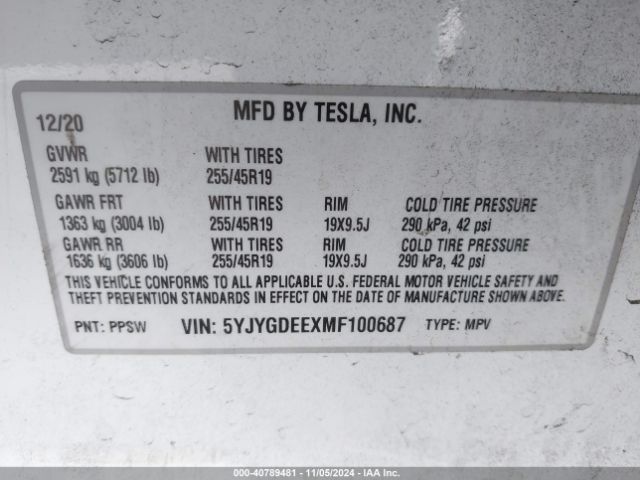 12/20 MFD BY TESLA, INC.
GVWR WITH TIRES
2591 kg (5712 lb) 255/45R19
GAWR FRT WITH TIRES RIM COLD TIRE PRESSURE
1363 kg (3004 lb) 255/45R19 19X9.5J 290 kPa, 42 psi
GAWR RR WITH TIRES RIM COLD TIRE PRESSURE
1636 kg (3606 lb) 255/45R19 19X9.5J 290 kPa, 42 psi
THIS VEHICLE CONFORMS TO ALL APPLICABLE U.S. FEDERAL MOTOR VEHICLE SAFETY AND
THEFT PREVENTION STANDARDS IN EFFECT ON THE DATE OF MANUFACTURE SHOWN ABOVE.
PNT: PPSW VIN: 5YJYGDEEXMF100687 TYPE: MPV
000-40789481 - 11/05/2024 - IAA Inc.